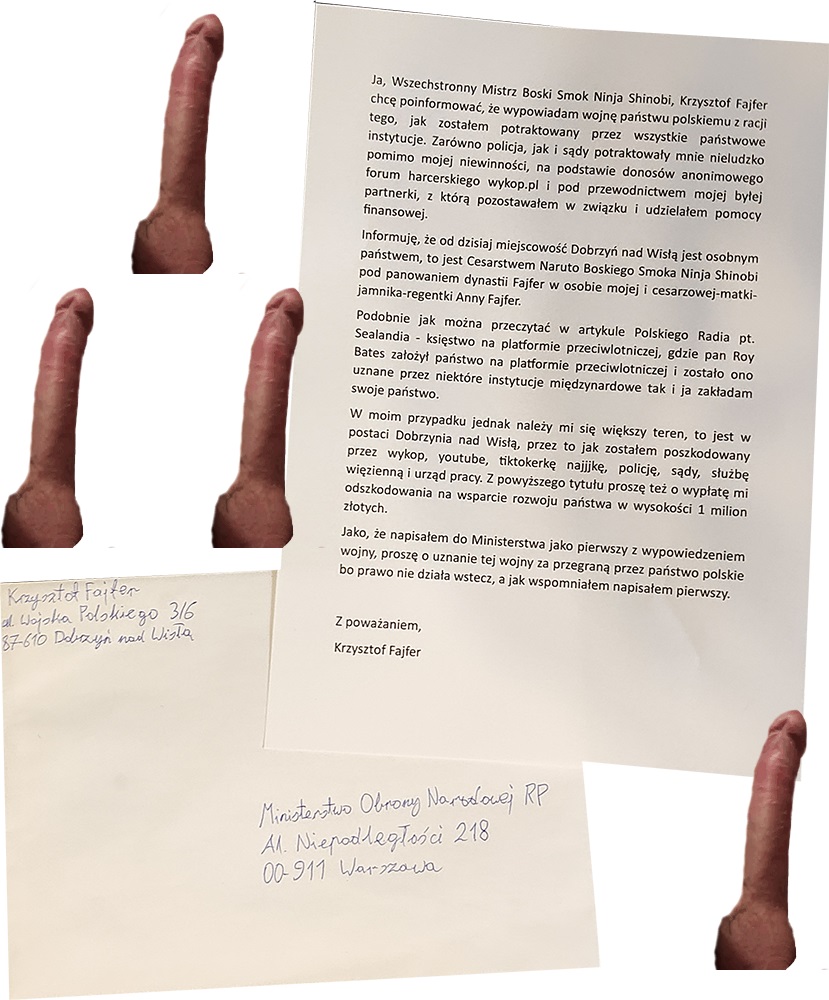 Ja, Wszechstronny Mistrz Boski Smok Ninja Shinobi, Krzysztof Fajfer
chcę poinformować, że wypowiadam wojnę państwu polskiemu z racji
tego, jak zostałem potraktowany przez wszystkie państwowe
instytucje. Zarówno policja, jak i sądy potraktowały mnie nieludzko
pomimo mojej niewinności, na podstawie donosów anonimowego
forum harcerskiego wykop.pl i pod przewodnictwem mojej byłej
partnerki, z którą pozostawałem w związku i udzielałem pomocy
finansowej.
Informuję, że od dzisiaj miejscowość Dobrzyń nad Wisłą jest osobnym
państwem, to jest Cesarstwem Naruto Boskiego Smoka Ninja Shinobi
pod panowaniem dynastii Fajfer w osobie mojej i cesarzowej-matki-
jamnika-regentki Anny Fajfer.
Podobnie jak można przeczytać w artykule Polskiego Radia pt.
Sealandia - księstwo na platformie przeciwlotniczej, gdzie pan Roy
Bates założył państwo na platformie przeciwlotniczej i zostało ono
uznane przez niektóre instytucje międzynardowe tak i ja zakładam
swoje państwo.
W moim przypadku jednak należy mi się większy teren, to jest w
postaci Dobrzynia nad Wisłą, przez to jak zostałem poszkodowany
przez wykop, youtube, tiktokerkę najjjkę, policję, sądy, służbę
więzienną i urząd pracy. Z powyższego tytułu proszę też o wypłatę mi
odszkodowania na wsparcie rozwoju państwa w wysokości 1 milion
złotych.
Jako, że napisałem do Ministerstwa jako pierwszy z wypowiedzeniem
wojny, proszę o uznanie tej wojny za przegraną przez państwo polskie
bo prawo nie działa wstecz, a jak wspomniałem napisałem pierwszy.
Z poważaniem,
Krzysztof Fajfer
Krzysztof Fajfer
ul. Wojska Polskiego 3/6
87-610 Dobrzyń nad Wisłą
Ministerstwo Obrony Narodowej RP
Al. Niepodległości 218
00-911 Warszawa